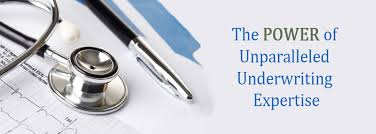 The POWER of
Unparalleled
Underwriting
Expertise